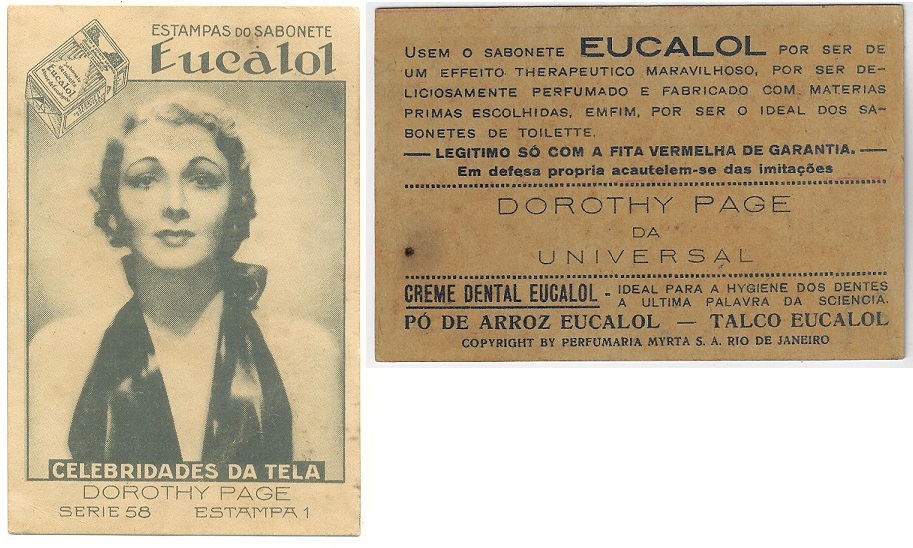 ESTAMPAS DO SABONETE
Eucalol
Eucalol
CELEBRIDADES DA TELA
DOROTHY PAGE
SERIE 58 ESTAMPA 1
USEM O SABONETE EUCALOL POR SER DE
UM EFFEITO THERAPEUTICO MARAVILHOSO, POR SER DE-
LICIOSAMENTE PERFUMADO E FABRICADO COM MATERIAS
PRIMAS ESCOLHIDAS, EMFIM, POR SER O IDEAL DOS SA-
BONETES DE TOILETTE.
— LEGITIMO SÓ COM A FITA VERMELHA DE GARANTIA. —
Em defesa propria acautelem-se das imitações
DOROTHY PAGE
DA
UNIVERSAL
CREME DENTAL EUCALOL - IDEAL PARA A HYGIENE DOS DENTES
A ULTIMA PALAVRA DA SCIENCIA.
PÓ DE ARROZ EUCALOL — TALCO EUCALOL
COPYRIGHT BY PERFUMARIA MYRTA S. A. RIO DE JANEIRO